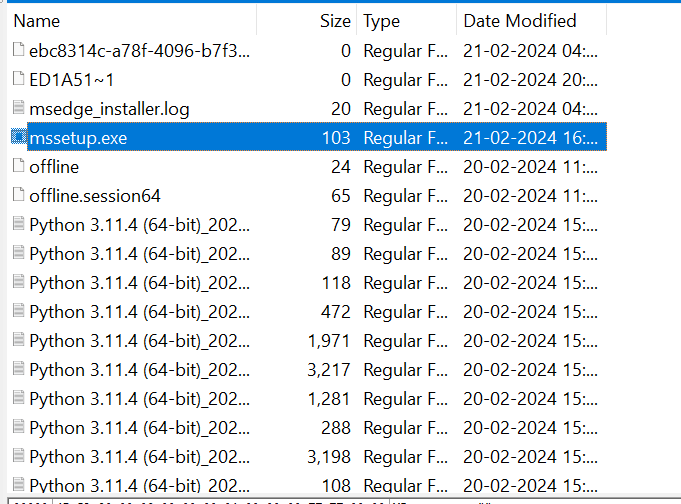 Name Size Type Date Modified
ebc8314c-a78f-4096-b7f3... 0 Regular F... 21-02-2024 04:...
ED1A51~1 0 Regular F... 21-02-2024 20:...
msedge_installer.log 20 Regular F... 21-02-2024 04:...
mssetup.exe 103 Regular F... 21-02-2024 16:...
offline 24 Regular F... 20-02-2024 11:...
offline.session64 65 Regular F... 20-02-2024 11:...
Python 3.11.4 (64-bit)_202... 79 Regular F... 20-02-2024 15:...
Python 3.11.4 (64-bit)_202... 89 Regular F... 20-02-2024 15:...
Python 3.11.4 (64-bit)_202... 118 Regular F... 20-02-2024 15:...
Python 3.11.4 (64-bit)_202... 472 Regular F... 20-02-2024 15:...
Python 3.11.4 (64-bit)_202... 1,971 Regular F... 20-02-2024 15:...
Python 3.11.4 (64-bit)_202... 3,217 Regular F... 20-02-2024 15:...
Python 3.11.4 (64-bit)_202... 1,281 Regular F... 20-02-2024 15:...
Python 3.11.4 (64-bit)_202... 288 Regular F... 20-02-2024 15:...
Python 3.11.4 (64-bit)_202... 3,198 Regular F... 20-02-2024 15:...
Python 3.11.4 (64-bit)_202... 108 Regular F... 20-02-2024 15:...